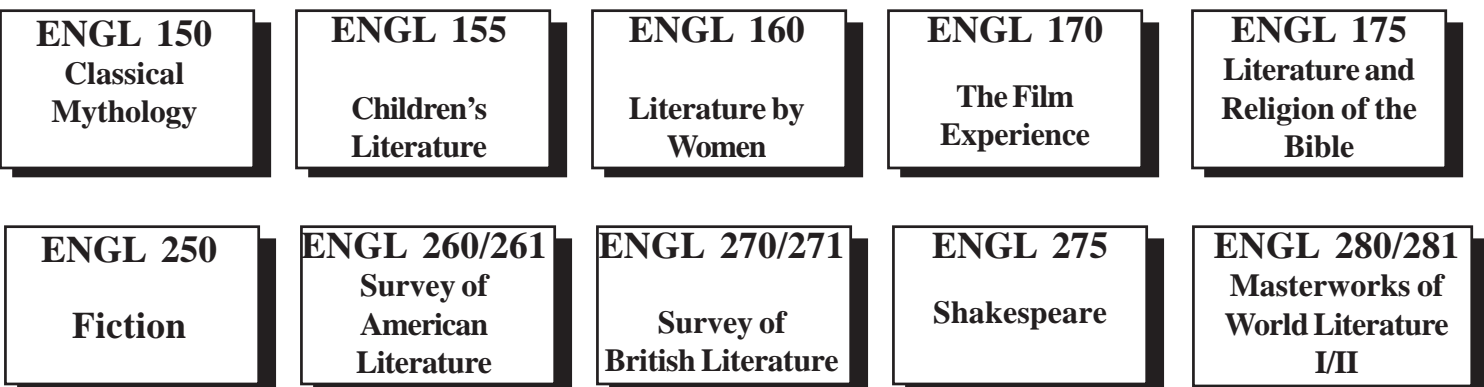 ENGL 150
Classical
Mythology
ENGL 155
Children's
Literature
ENGL 160
Literature by
Women
ENGL 170
The Film
Experience
ENGL 175
Literature and
Religion of the
Bible
ENGL 250
Fiction
ENGL 260/261
Survey of
American
Literature
ENGL 270/271
Survey of
British Literature
ENGL 275
Shakespeare
ENGL 280/281
Masterworks of
World Literature
I/II